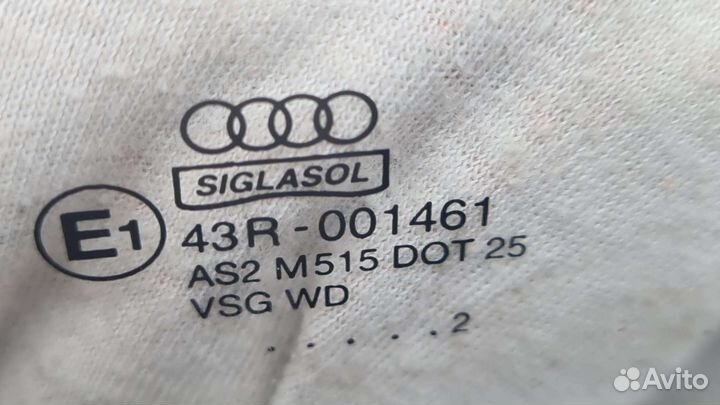 SIGLASOL
E1
43R-001461
AS2 M515 DOT 25
VSG WD
. . . . . 2
Avito